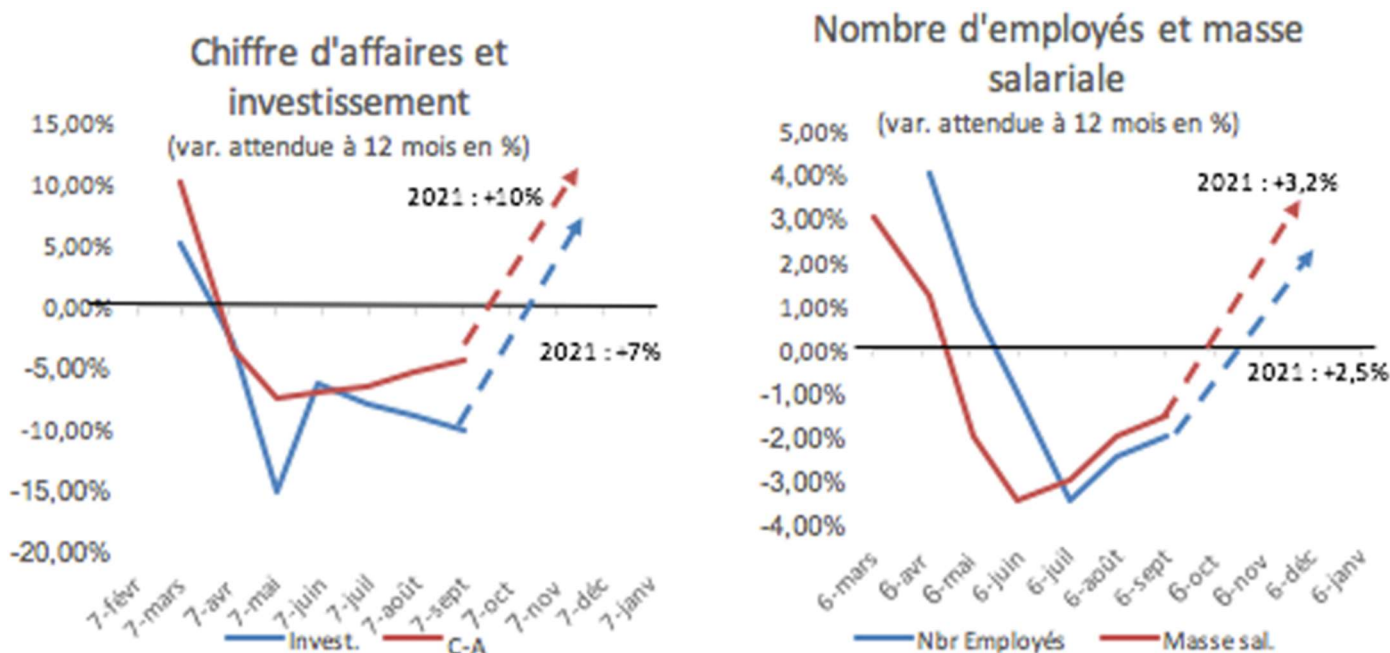 Chiffre d'affaires et
investissement
(var. attendue à 12 mois en %)
15,00%
10,00%
5,00%
0,00%
-5,00%
-10,00%
-15,00%
-20,00%
2021 : +10%
2021 : +7%
7-févr
7-mars
7-avr
7-mai
7-juin
7-juil
7-août
7-sept
7-oct
7-nov
7-déc
7-janv
Invest.
C-A
Nombre d'employés et masse
salariale
(var. attendue à 12 mois en %)
5,00%
4,00%
3,00%
2,00%
1,00%
0,00%
-1,00%
-2,00%
-3,00%
-4,00%
2021 : +3,2%
2021 : +2,5%
6-mars
6-avr
6-mai
6-juin
6-juil
6-août
6-sept
6-oct
6-nov
6-déc
6-janv
Nbr Employés
Masse sal.